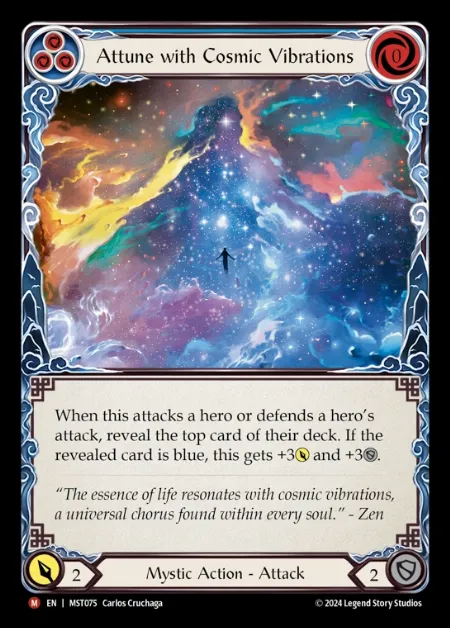 Attune with Cosmic Vibrations
0
When this attacks a hero or defends a hero's
attack, reveal the top card of their deck. If the
revealed card is blue, this gets +3 and +3.
"The essence of life resonates with cosmic vibrations,
a universal chorus found within every soul." - Zen
2
Mystic Action - Attack
2
M EN | MST075 Carlos Cruchaga
© 2024 Legend Story Studios